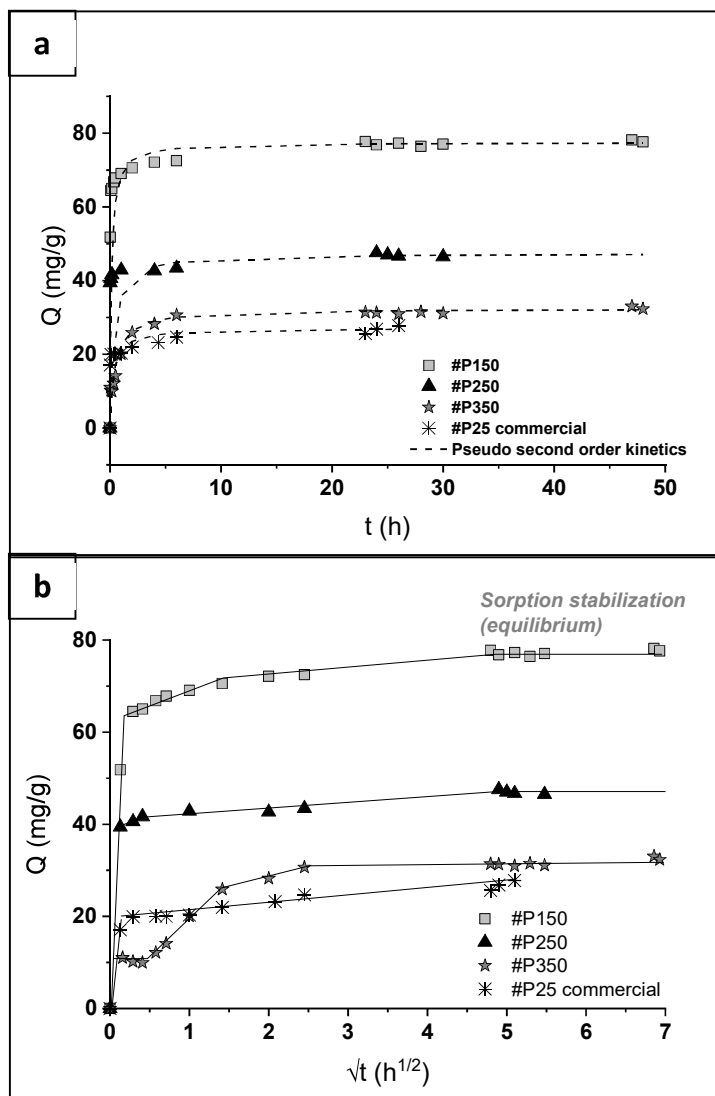 a
80
60
40
20
0
Q (mg/g)
#P150
#P250
#P350
#P25 commercial
Pseudo second order kinetics
0 10 20 30 40 50
t (h)
b
Sorption stabilization
(equilibrium)
80
60
40
20
0
Q (mg/g)
#P150
#P250
#P350
#P25 commercial
0 1 2 3 4 5 6 7
√t (h^{1/2})